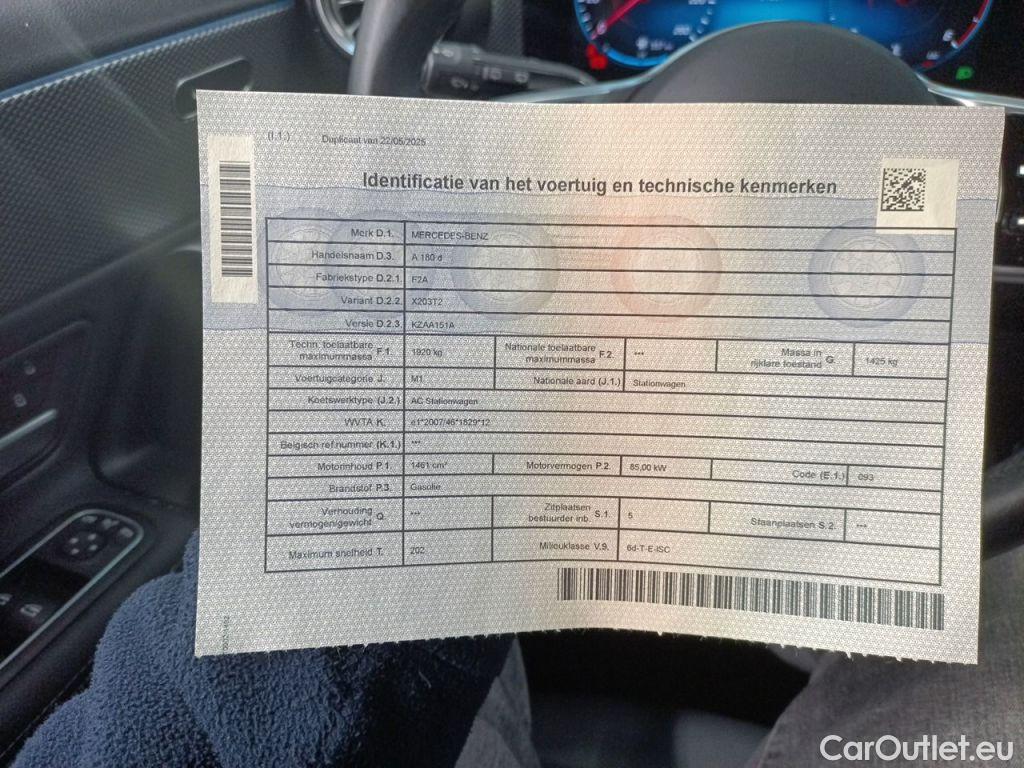 (I.1.) Duplicaat van 22/05/2025
Identificatie van het voertuig en technische kenmerken
Merk D.1. MERCEDES-BENZ
Handelsnaam D.3. A 180 d
Fabriekstype D.2.1. F2A
Variant D.2.2. X203T2
Versie D.2.3. KZAA151A
Techn. toelaatbare maximummassa F.1. 1920 kg Nationale toelaatbare maximummassa F.2. *** Massa in rijklare toestand G. 1425 kg
Voertuigcategorie J. M1 Nationale aard (J.1.) Stationwagen
Koetswerktype (J.2.) AC Stationwagen
WVTA K. e1*2007/46*1829*12
Belgisch ref.nummer (K.1.) ***
Motorinhoud P.1. 1461 cm³ Motorvermogen P.2. 85,00 kW Code (E.1.) 093
Brandstof P.3. Gasolie
Verhouding vermogen/gewicht Q. *** Zitplaatsen bestuurder inb. S.1. 5 Staanplaatsen S.2. ***
Maximum snelheid T. 202 Milieuklasse V.9. 6d-T-E-ISC
CarOutlet.eu